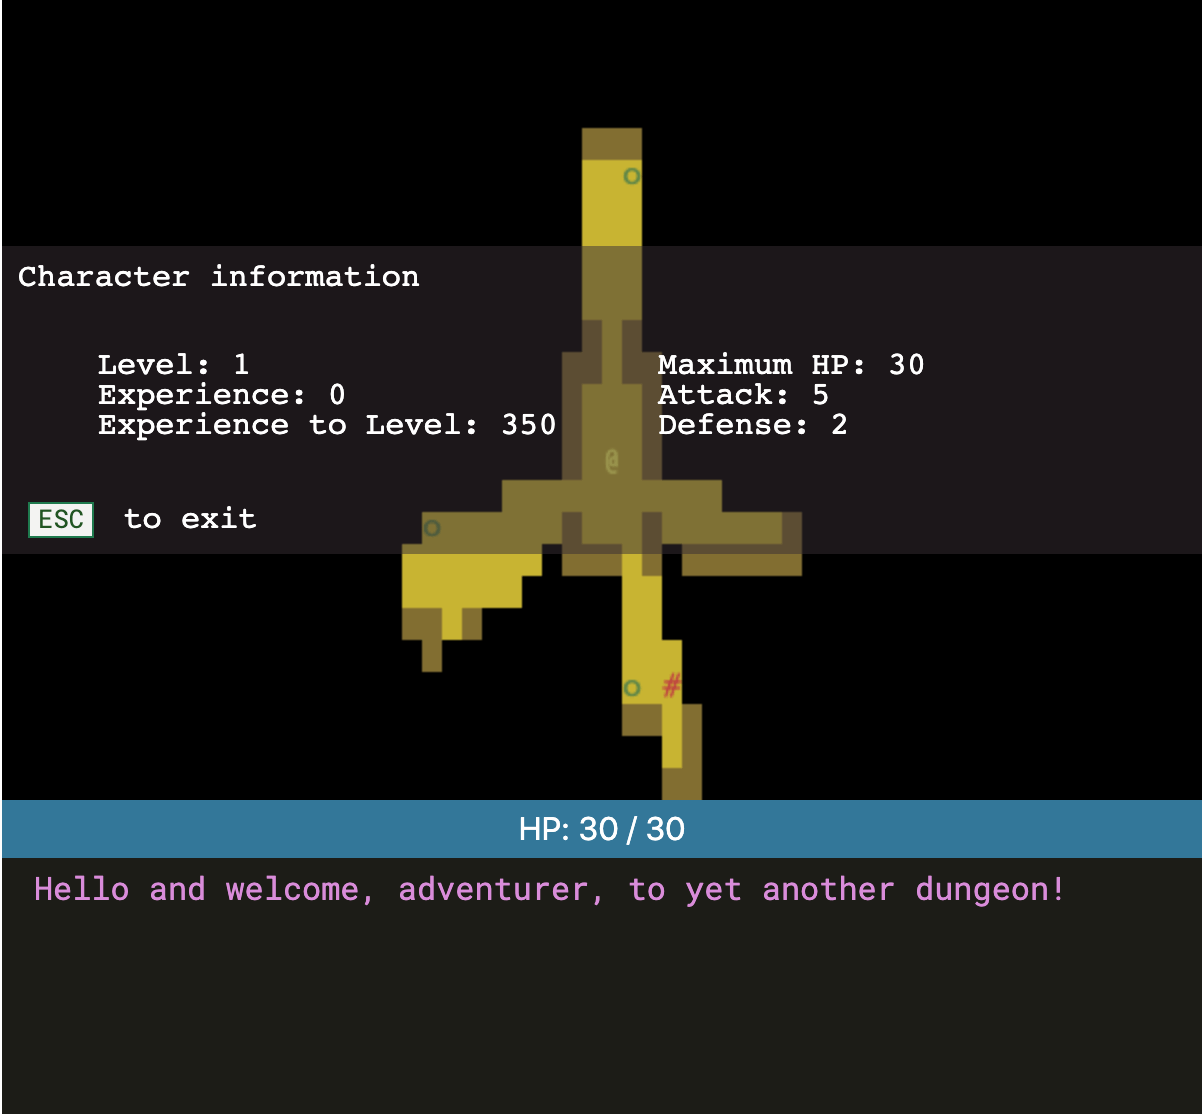 o
Character information
Level: 1
Experience: 0
Experience to Level: 350
Maximum HP: 30
Attack: 5
Defense: 2
@
ESC to exit
o
o #
HP: 30 / 30
Hello and welcome, adventurer, to yet another dungeon!